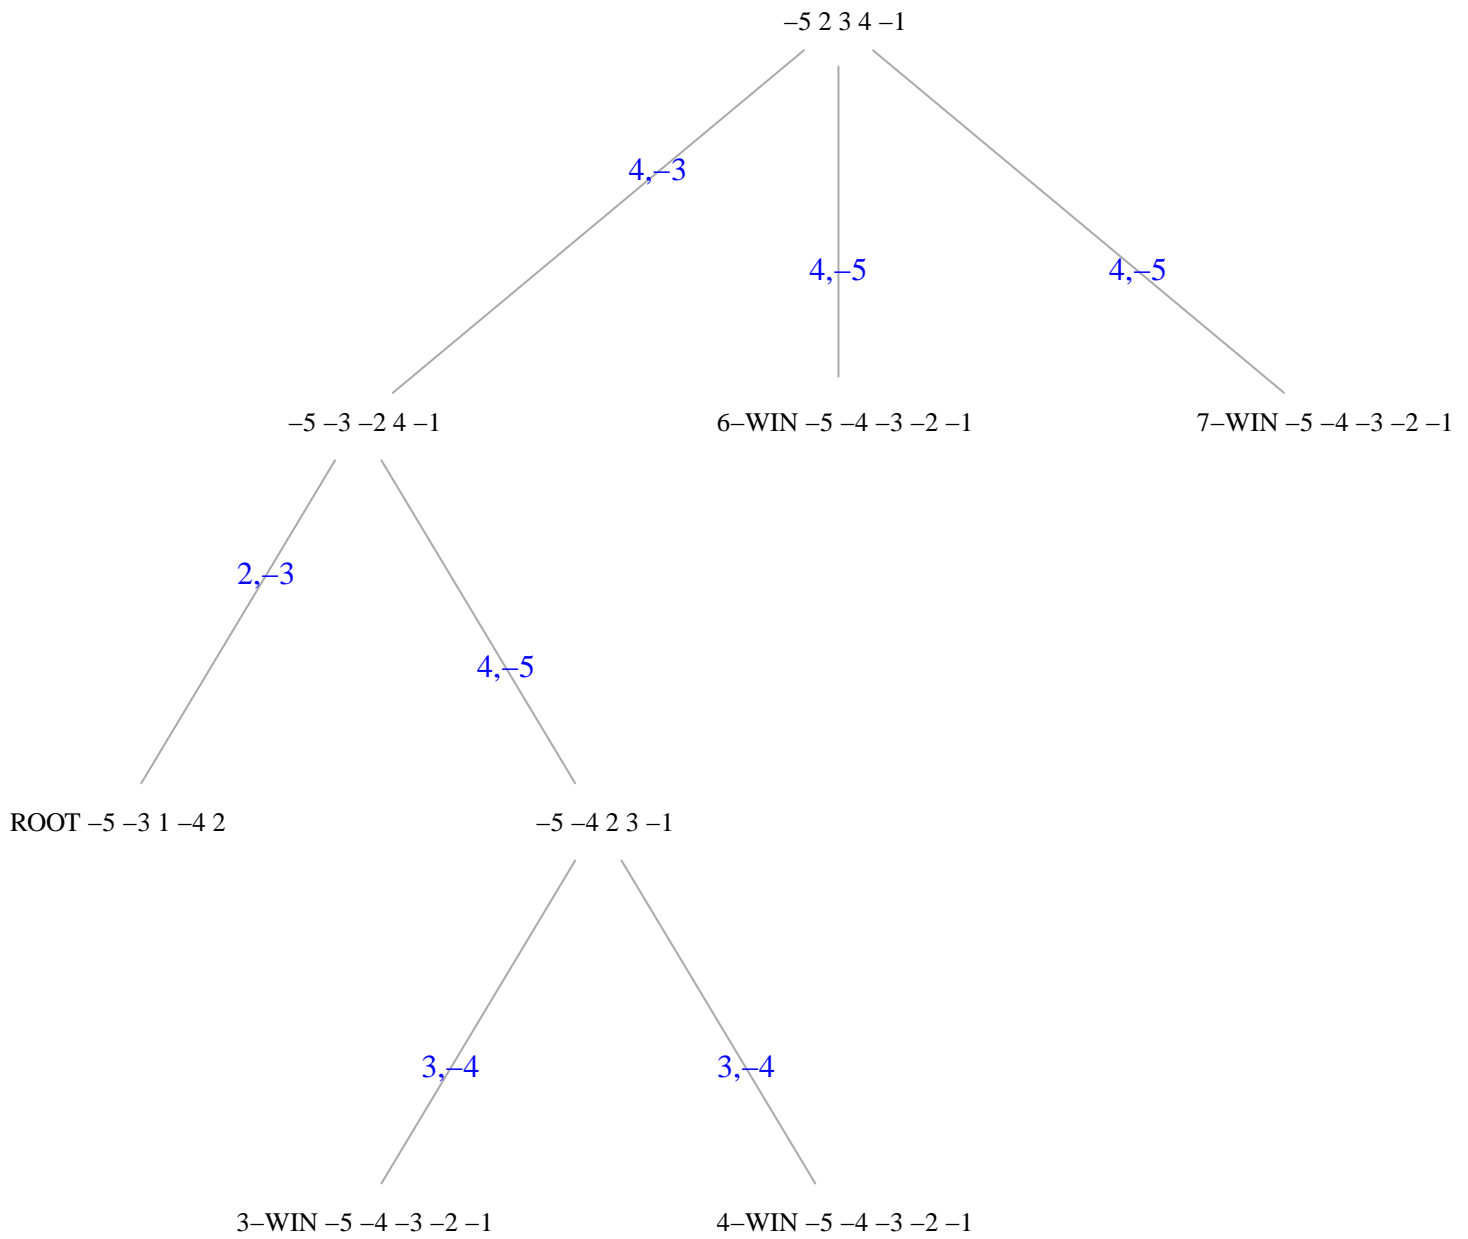 –5 2 3 4 –1
4,–3
4,–5
4,–5
–5 –3 –2 4 –1
6–WIN –5 –4 –3 –2 –1
7–WIN –5 –4 –3 –2 –1
2,–3
4,–5
ROOT –5 –3 1 –4 2
–5 –4 2 3 –1
3,–4
3,–4
3–WIN –5 –4 –3 –2 –1
4–WIN –5 –4 –3 –2 –1